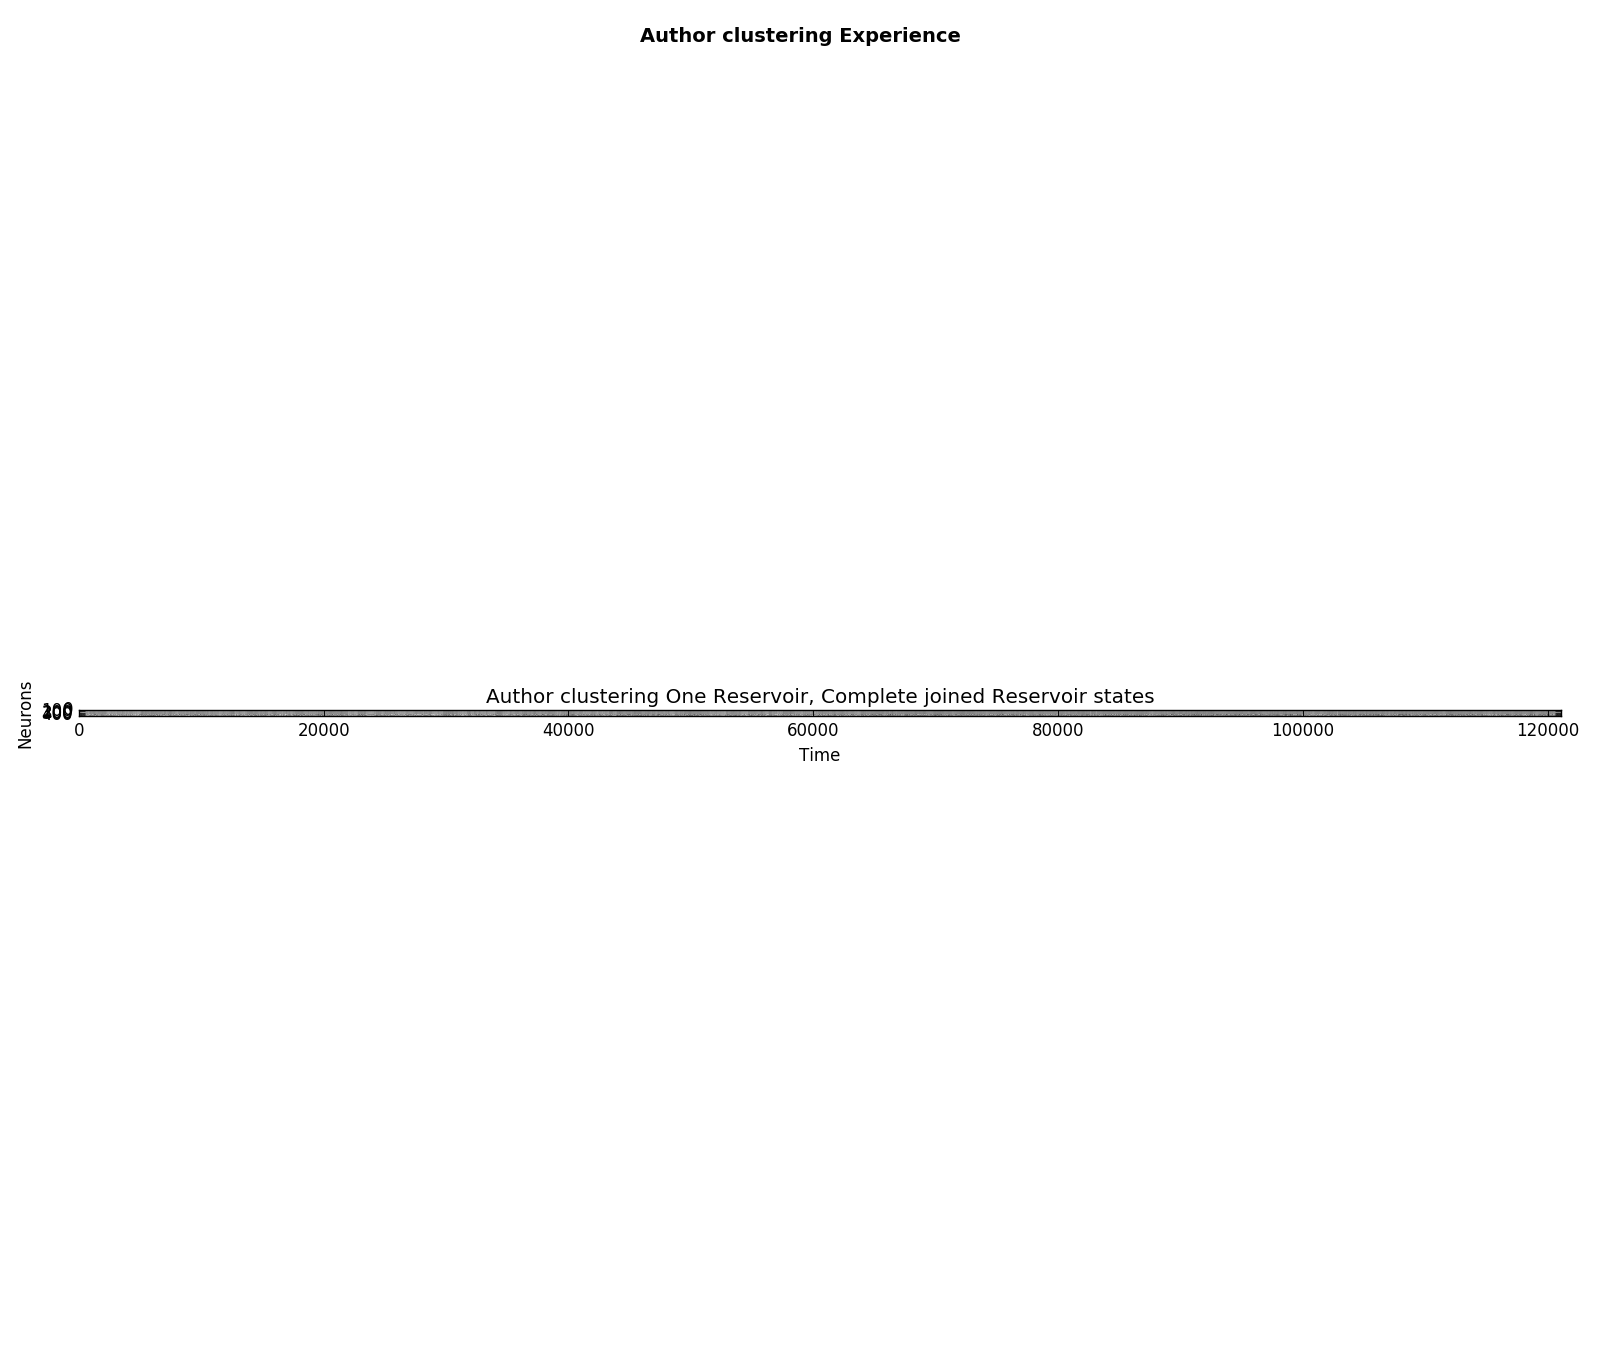 Author clustering Experience
Author clustering One Reservoir, Complete joined Reservoir states
Neurons
0 20000 40000 60000 80000 100000 120000
Time